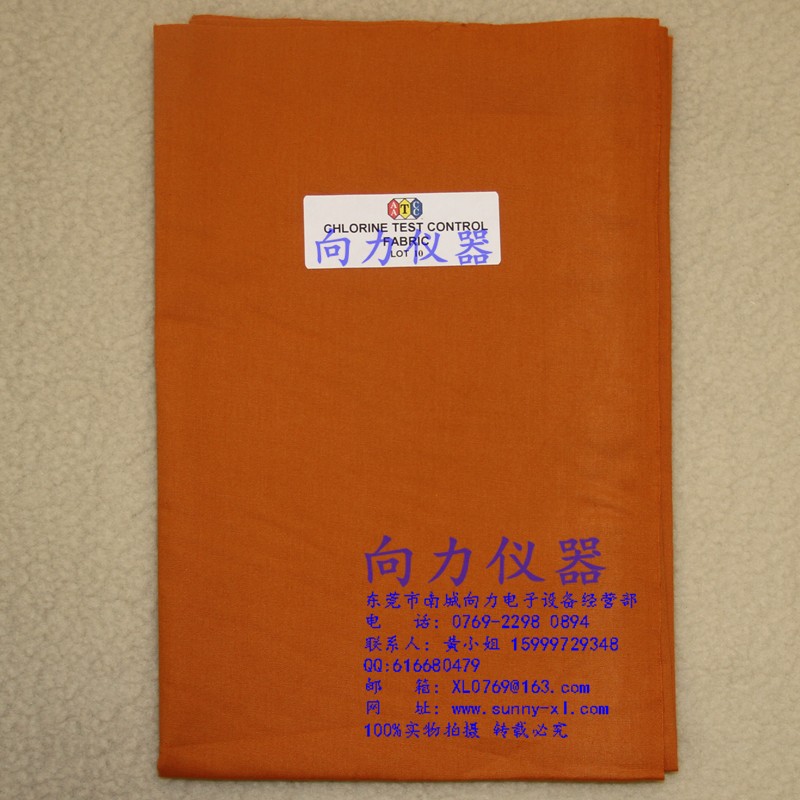 AATCC
CHLORINE TEST CONTROL
FABRIC
LOT 10
向力仪器
向力仪器
东莞市南城向力电子设备经营部
电 话: 0769-2298 0894
联系人: 黄小姐 15999729348
QQ:616680479
邮 箱: XL0769@163.com
网 址: www.sunny-xl.com
100%实物拍摄 转载必究